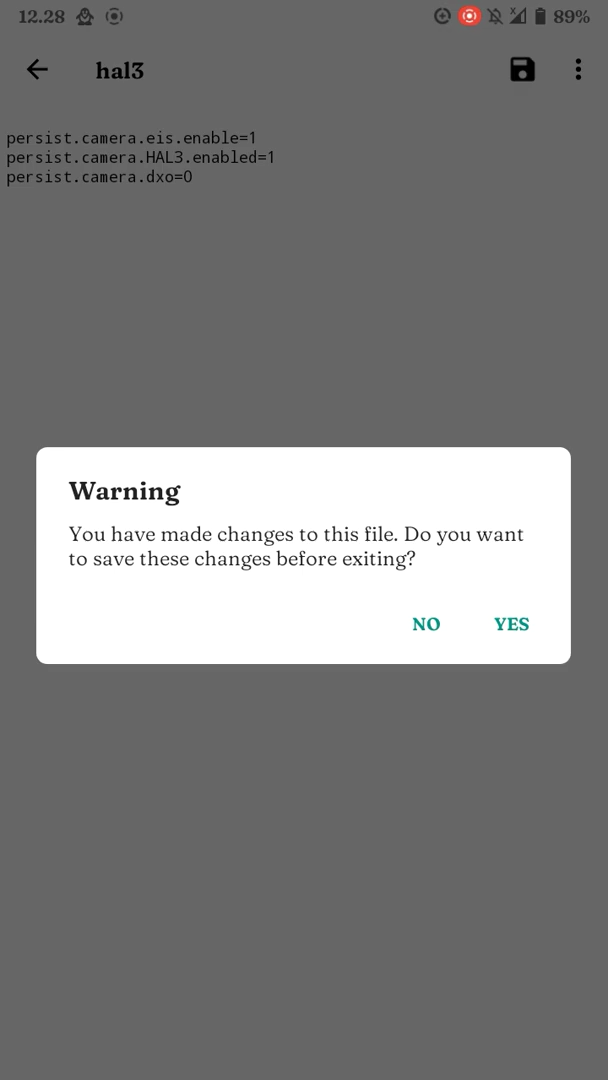 12.28
89%
hal3
persist.camera.eis.enable=1
persist.camera.HAL3.enabled=1
persist.camera.dxo=0
Warning
You have made changes to this file. Do you want
to save these changes before exiting?
NO YES